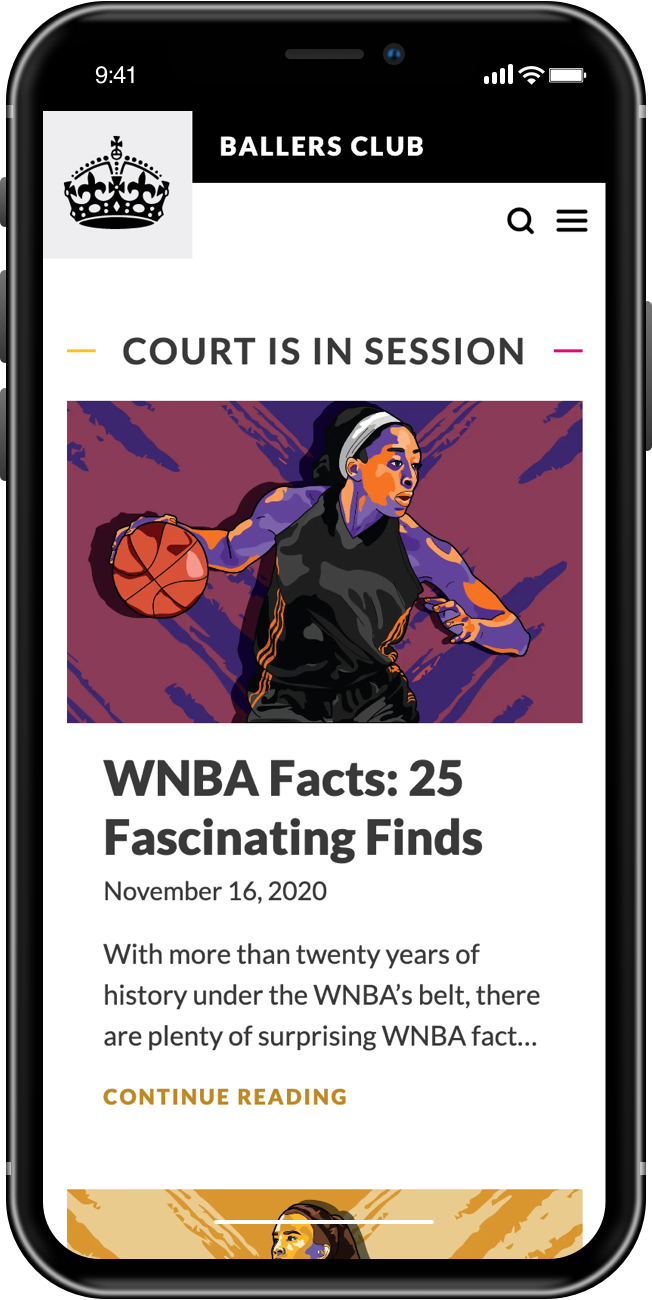 9:41
BALLERS CLUB
COURT IS IN SESSION
WNBA Facts: 25
Fascinating Finds
November 16, 2020
With more than twenty years of
history under the WNBA’s belt, there
are plenty of surprising WNBA fact...
CONTINUE READING